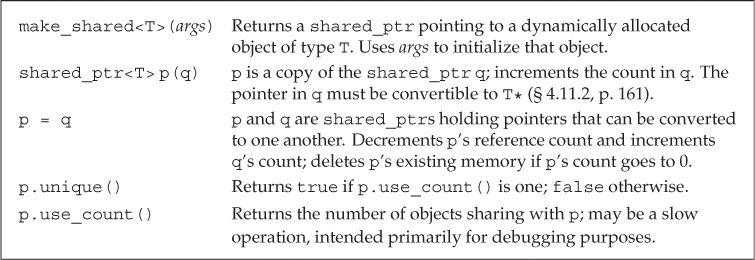 make_shared<T>(args) Returns a shared_ptr pointing to a dynamically allocated
object of type T. Uses args to initialize that object.
shared_ptr<T> p(q) p is a copy of the shared_ptr q; increments the count in q. The
pointer in q must be convertible to T* (§ 4.11.2, p. 161).
p = q p and q are shared_ptrs holding pointers that can be converted
to one another. Decrements p's reference count and increments
q's count; deletes p's existing memory if p's count goes to 0.
p.unique() Returns true if p.use_count() is one; false otherwise.
p.use_count() Returns the number of objects sharing with p; may be a slow
operation, intended primarily for debugging purposes.